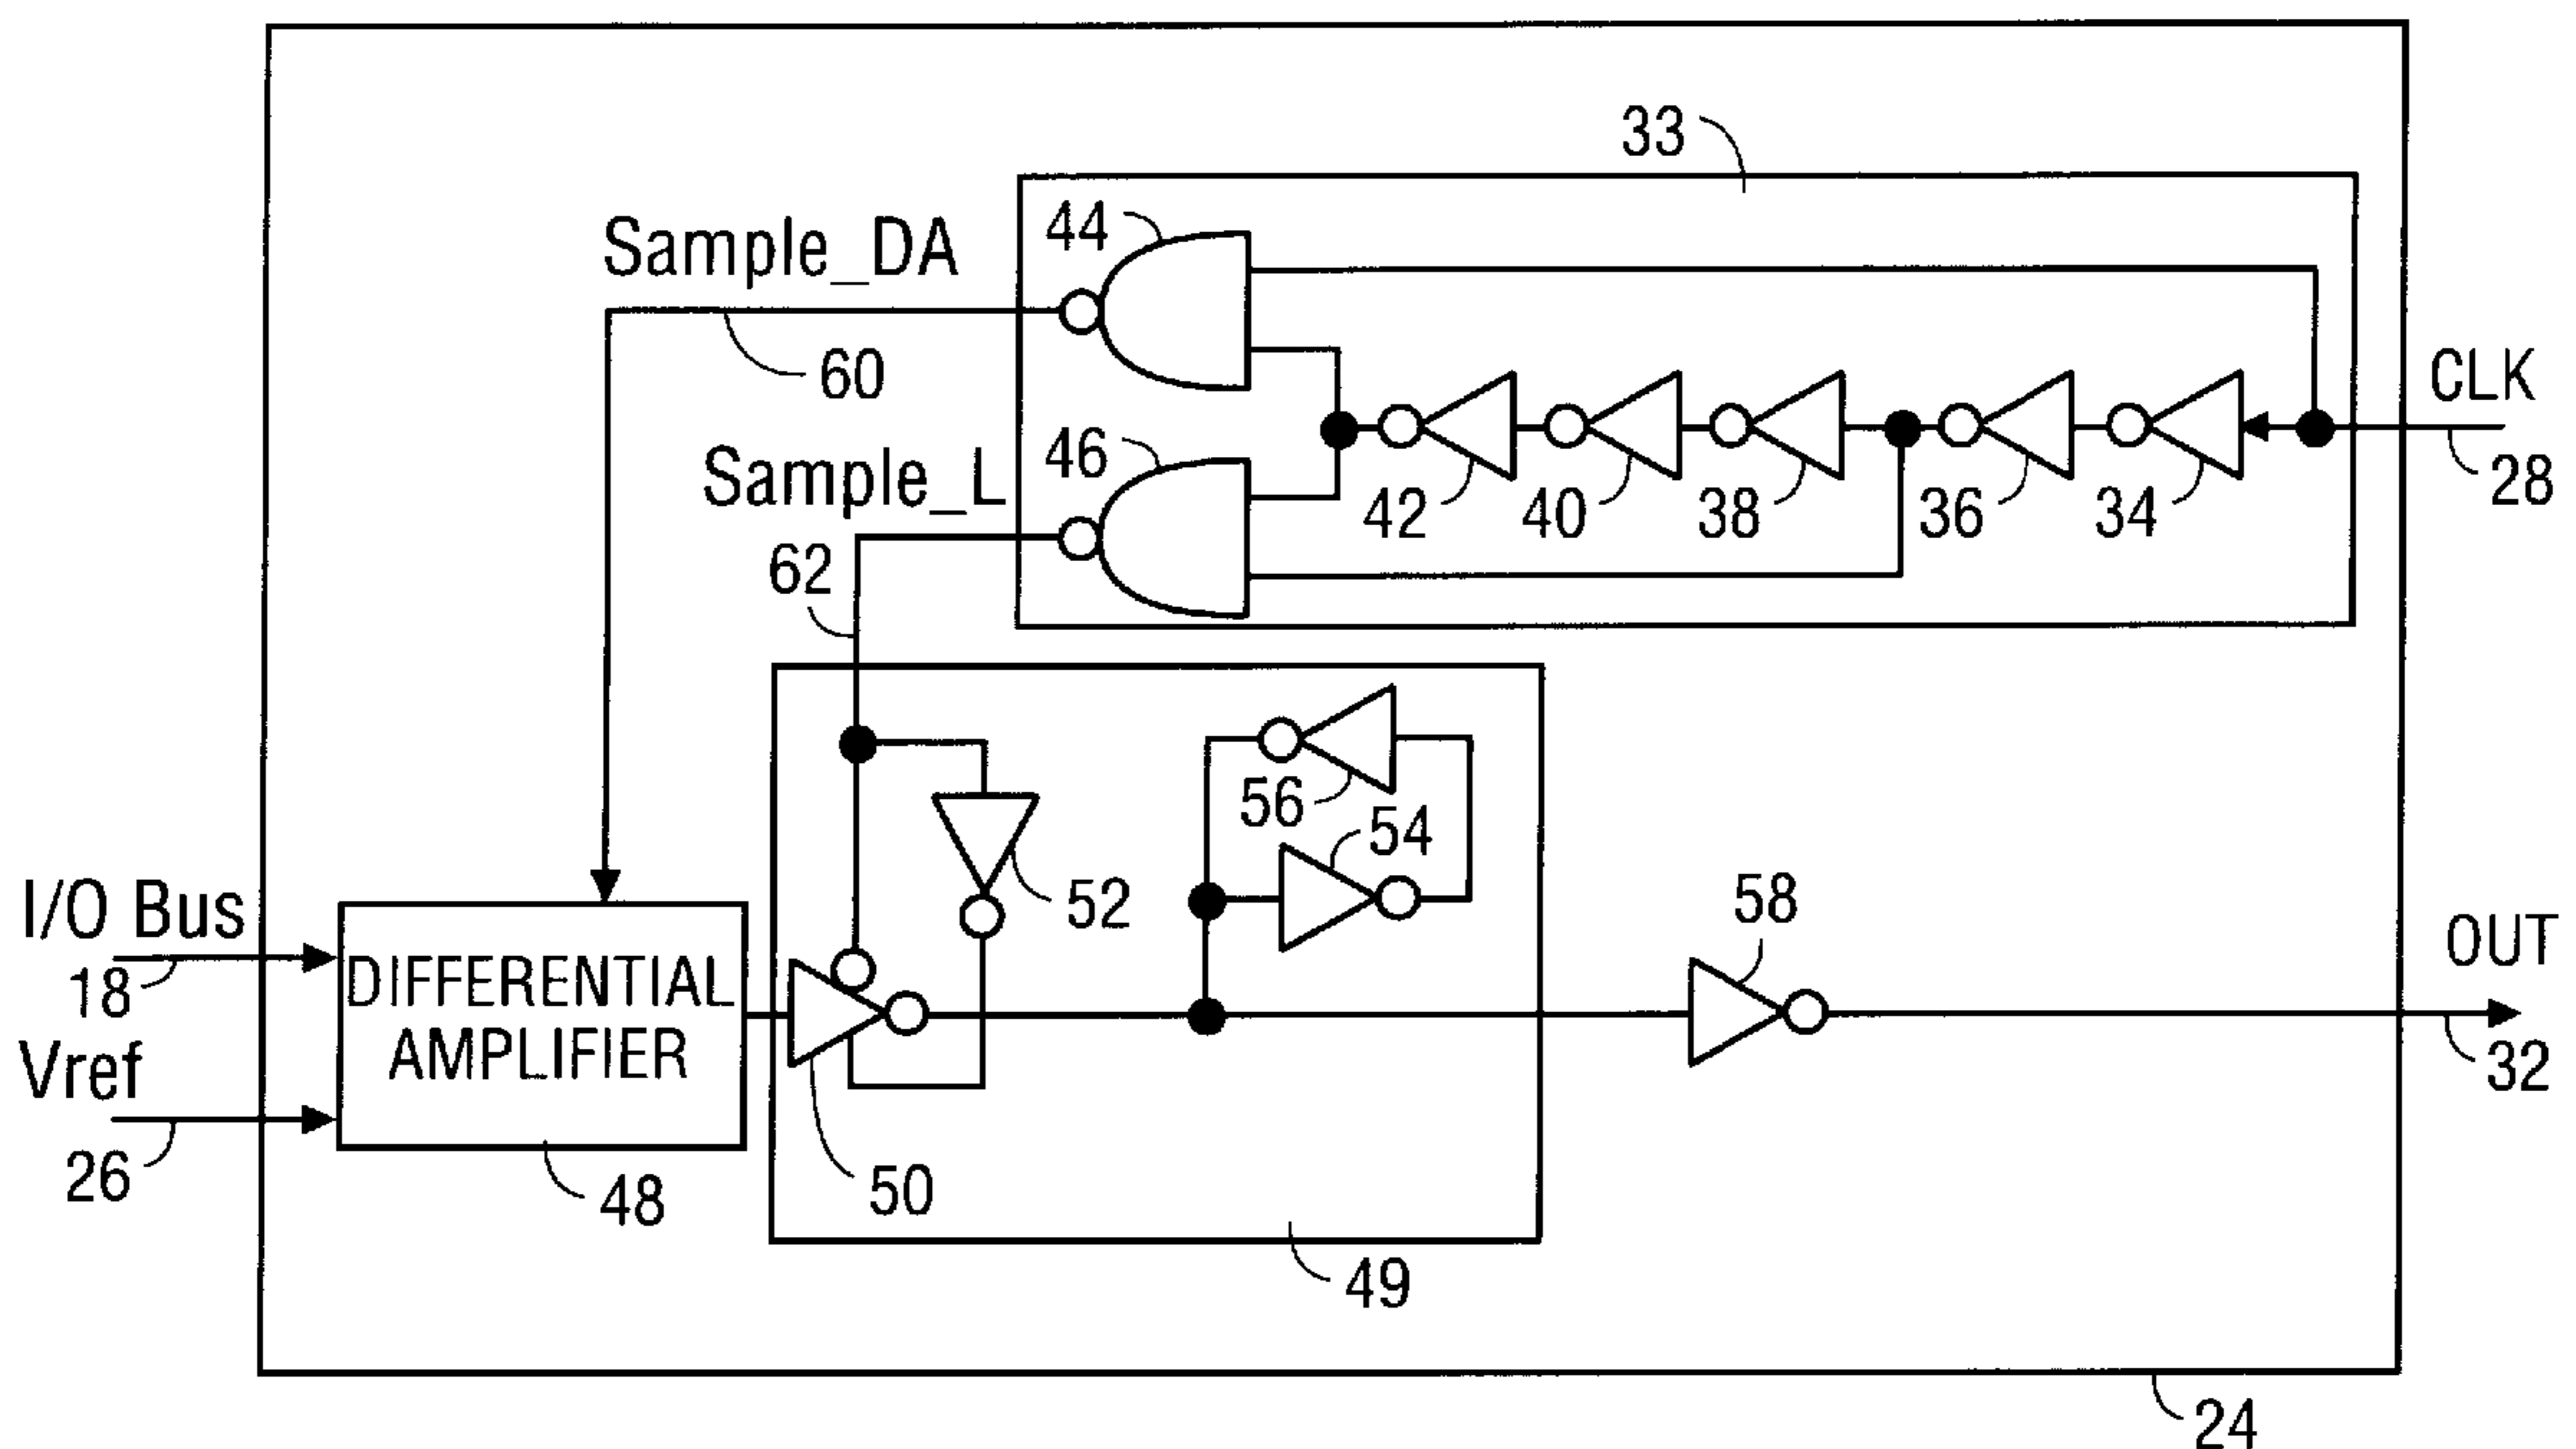 33
44
Sample_DA
60
CLK
46
Sample_L
42
40
38
36
34
28
62
56
54
52
58
I/O Bus
18
DIFFERENTIAL
AMPLIFIER
OUT
32
Vref
26
48
50
49
24